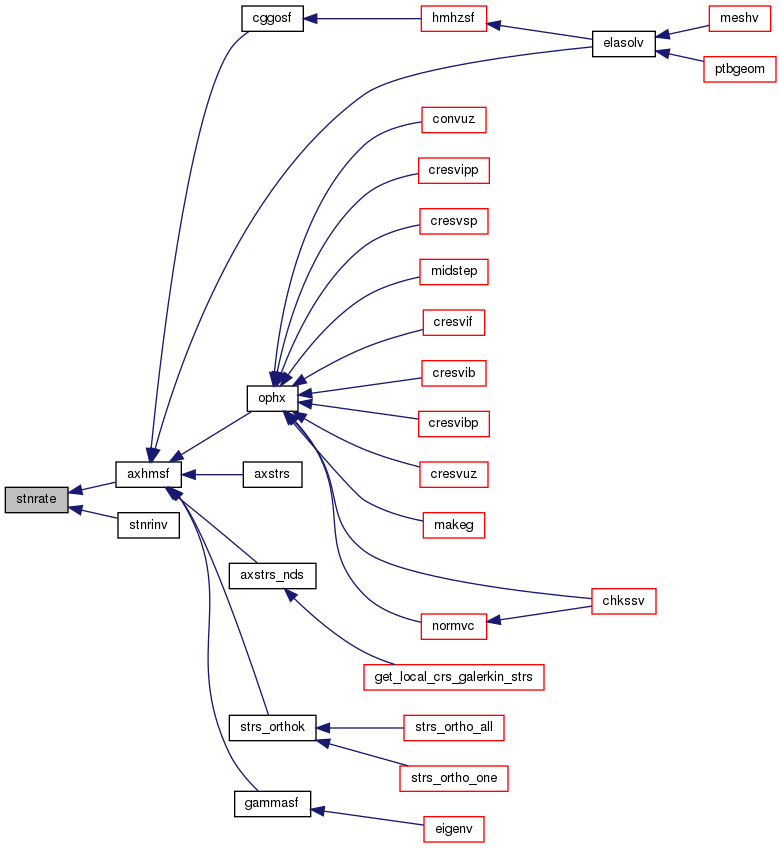 cggosf
hmhzsf
meshv
elasolv
ptbgeom
convuz
cresvipp
cresvsp
midstep
cresvif
cresvib
ophx
cresvibp
axhmsf
axstrs
cresvuz
stnrate
stnrinv
makeg
axstrs_nds
chkssv
normvc
get_local_crs_galerkin_strs
strs_orthok
strs_ortho_all
strs_ortho_one
gammasf
eigenv